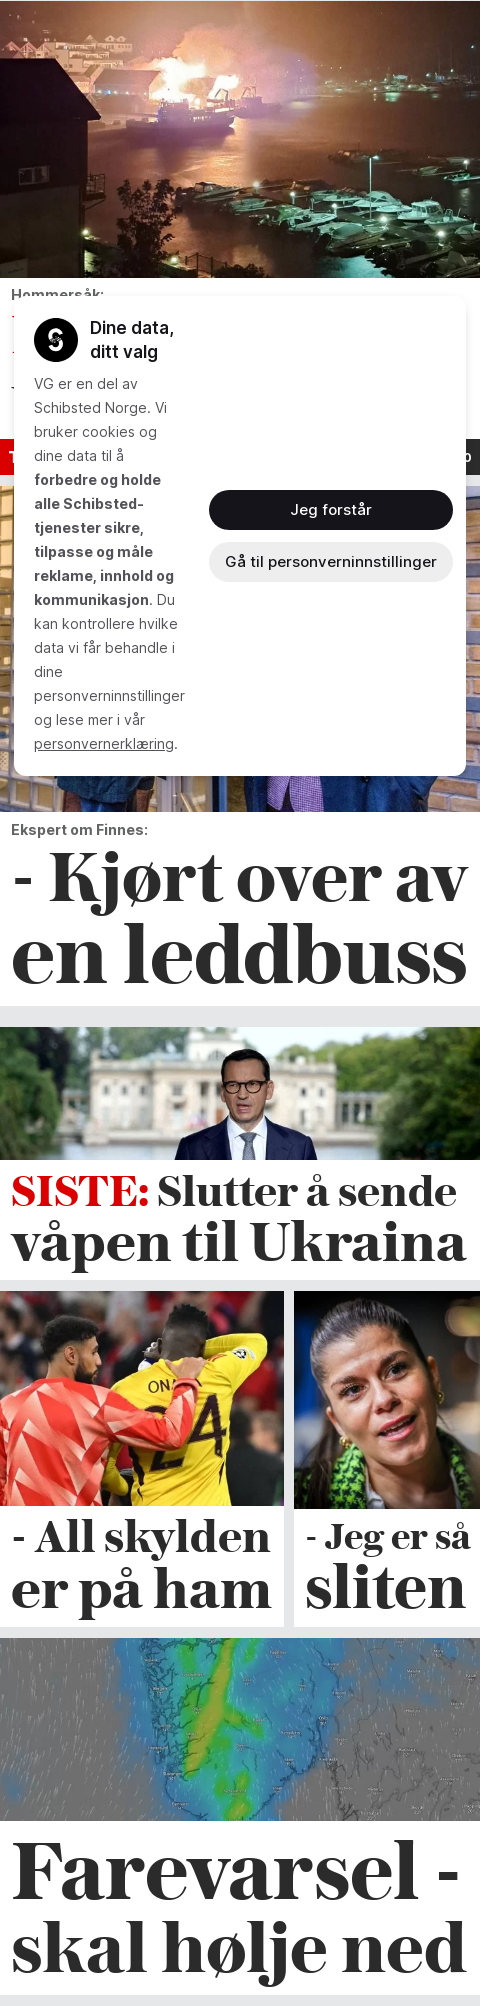 Hommersåk:
Dine data,
ditt valg
VG er en del av
Schibsted Norge. Vi
bruker cookies og
dine data til å
forbedre og holde
alle Schibsted-
tjenester sikre,
tilpasse og måle
reklame, innhold og
kommunikasjon. Du
kan kontrollere hvilke
data vi får behandle i
dine
personverninnstillinger
og lese mer i vår
personvernerklæring.
Jeg forstår
Gå til personverninnstillinger
Ekspert om Finnes:
- Kjørt over av
en leddbuss
SISTE: Slutter å sende
våpen til Ukraina
24
- All skylden
er på ham
- Jeg er så
sliten
Farevarsel -
skal hølje ned